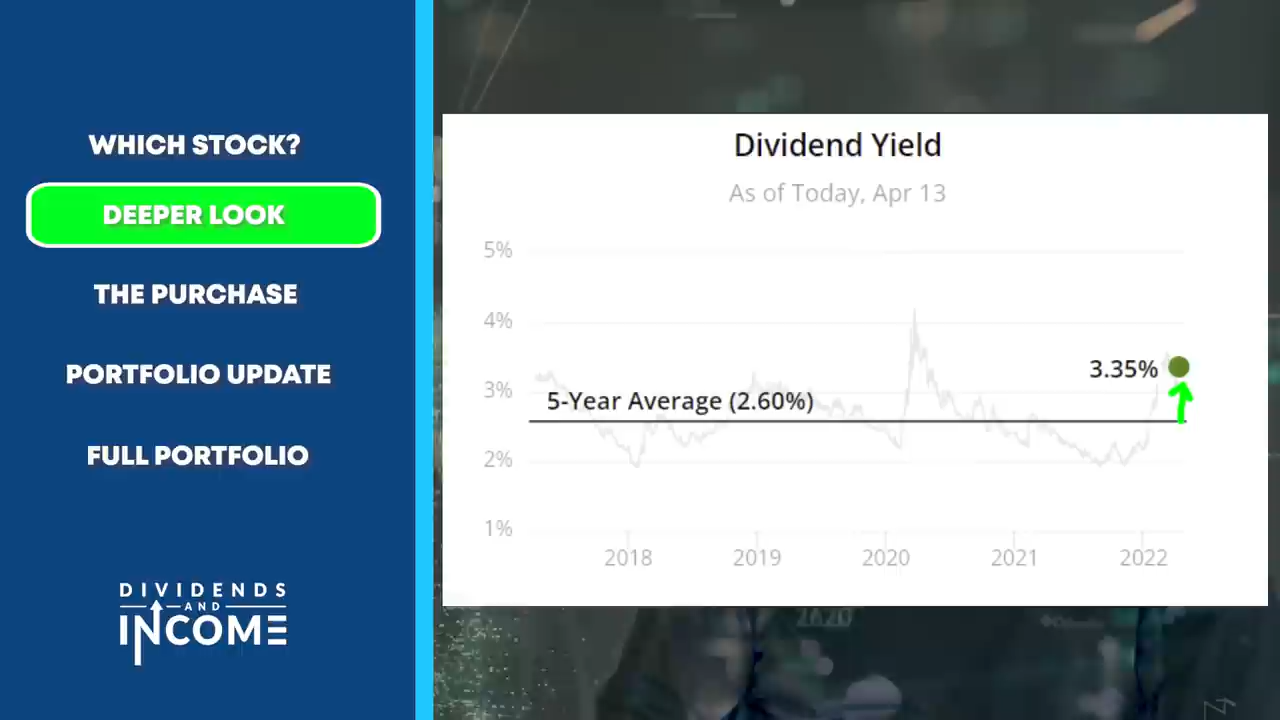 WHICH STOCK?
DEEPER LOOK
THE PURCHASE
PORTFOLIO UPDATE
FULL PORTFOLIO
DIVIDENDS
AND
INCOME
Dividend Yield
As of Today, Apr 13
5%
4%
3.35%
3%
5-Year Average (2.60%)
2%
1%
2018
2019
2020
2021
2022